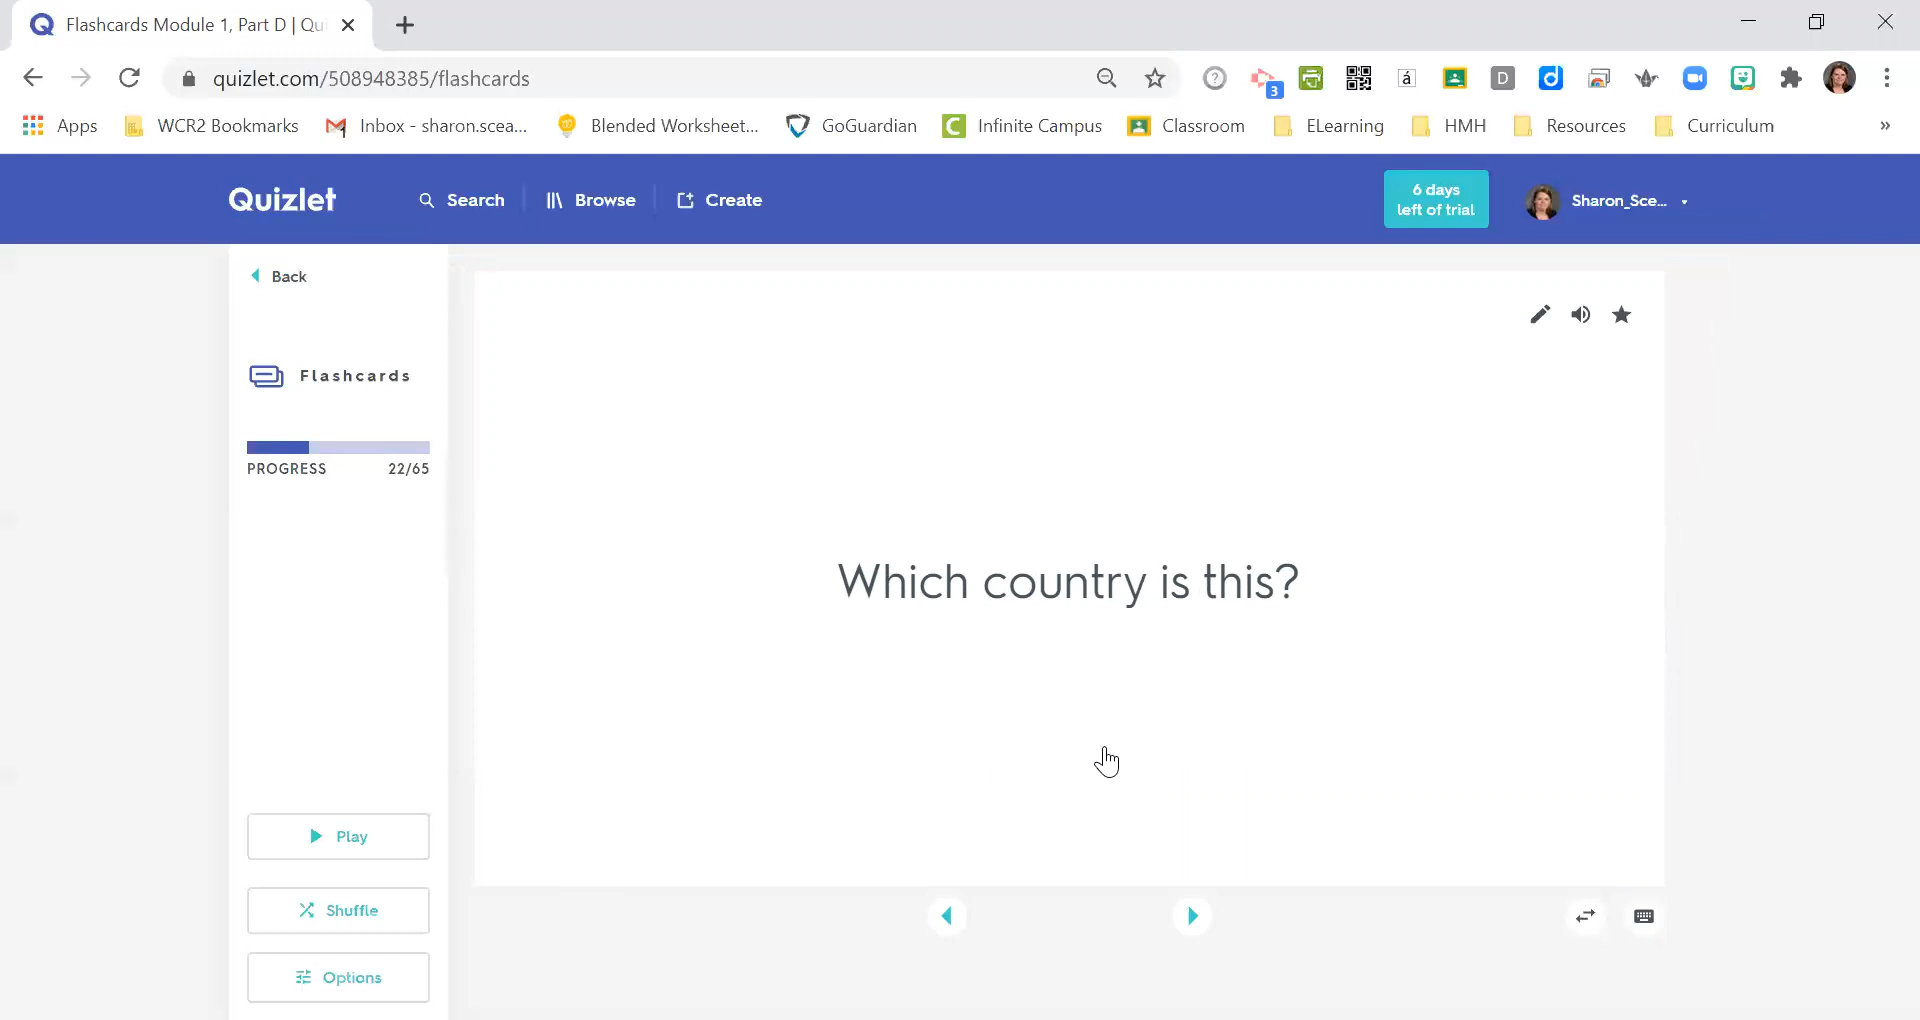 Flashcards Module 1, Part D | Qui
quizlet.com/508948385/flashcards
3
á
D
Apps
WCR2 Bookmarks
Inbox - sharon.scea...
Blended Worksheet...
GoGuardian
Infinite Campus
Classroom
ELearning
HMH
Resources
Curriculum
»
Quizlet
Search
Browse
Create
6 days
left of trial
Sharon_Sce...
Back
Flashcards
PROGRESS 22/65
Which country is this?
Play
Shuffle
Options